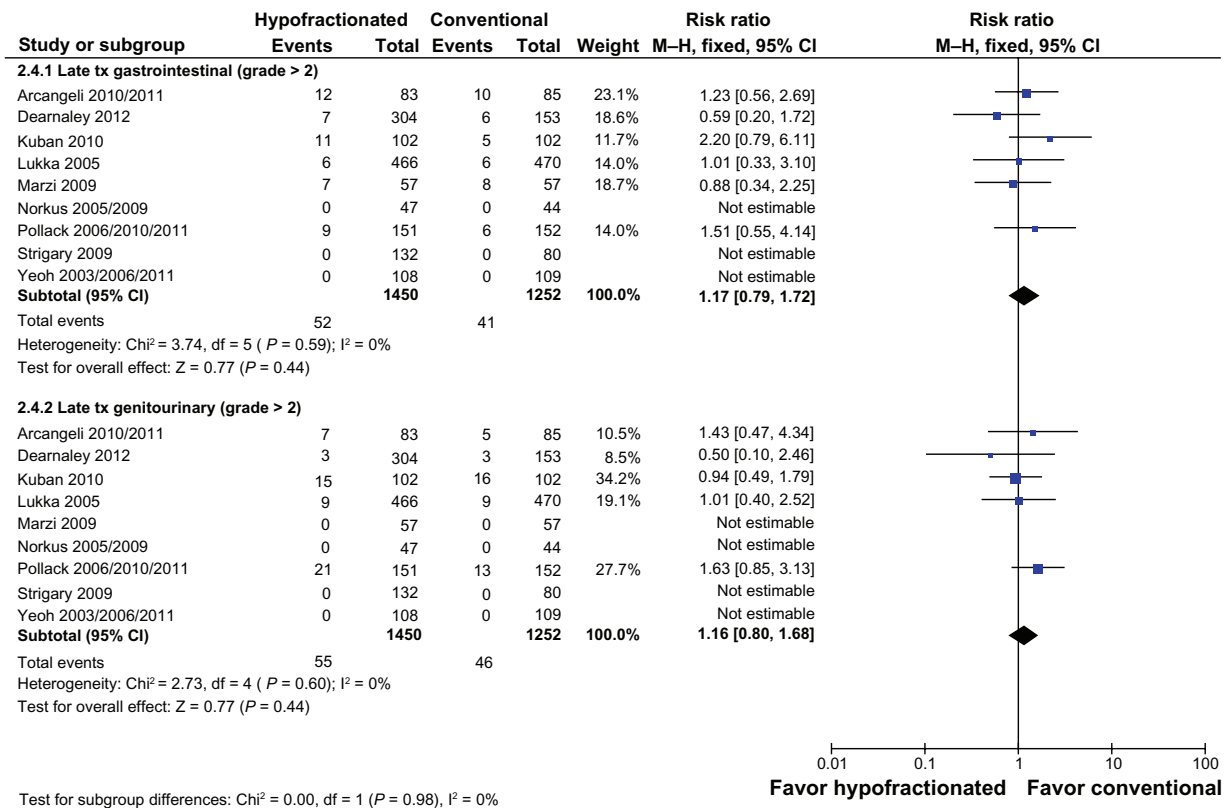 Hypofractionated Conventional Risk ratio Risk ratio
Study or subgroup Events Total Events Total Weight M–H, fixed, 95% CI M–H, fixed, 95% CI
2.4.1 Late tx gastrointestinal (grade > 2)
Arcangeli 2010/2011 12 83 10 85 23.1% 1.23 [0.56, 2.69]
Dearnaley 2012 7 304 6 153 18.6% 0.59 [0.20, 1.72]
Kuban 2010 11 102 5 102 11.7% 2.20 [0.79, 6.11]
Lukka 2005 6 466 6 470 14.0% 1.01 [0.33, 3.10]
Marzi 2009 7 57 8 57 18.7% 0.88 [0.34, 2.25]
Norkus 2005/2009 0 47 0 44 Not estimable
Pollack 2006/2010/2011 9 151 6 152 14.0% 1.51 [0.55, 4.14]
Strigary 2009 0 132 0 80 Not estimable
Yeoh 2003/2006/2011 0 108 0 109 Not estimable
Subtotal (95% CI) 1450 1252 100.0% 1.17 [0.79, 1.72]
Total events 52 41
Heterogeneity: Chi² = 3.74, df = 5 ( P = 0.59); I² = 0%
Test for overall effect: Z = 0.77 (P = 0.44)
2.4.2 Late tx genitourinary (grade > 2)
Arcangeli 2010/2011 7 83 5 85 10.5% 1.43 [0.47, 4.34]
Dearnaley 2012 3 304 3 153 8.5% 0.50 [0.10, 2.46]
Kuban 2010 15 102 16 102 34.2% 0.94 [0.49, 1.79]
Lukka 2005 9 466 9 470 19.1% 1.01 [0.40, 2.52]
Marzi 2009 0 57 0 57 Not estimable
Norkus 2005/2009 0 47 0 44 Not estimable
Pollack 2006/2010/2011 21 151 13 152 27.7% 1.63 [0.85, 3.13]
Strigary 2009 0 132 0 80 Not estimable
Yeoh 2003/2006/2011 0 108 0 109 Not estimable
Subtotal (95% CI) 1450 1252 100.0% 1.16 [0.80, 1.68]
Total events 55 46
Heterogeneity: Chi² = 2.73, df = 4 ( P = 0.60); I² = 0%
Test for overall effect: Z = 0.77 (P = 0.44)
0.01 0.1 1 10 100
Favor hypofractionated Favor conventional
Test for subgroup differences: Chi² = 0.00, df = 1 (P = 0.98), I² = 0%